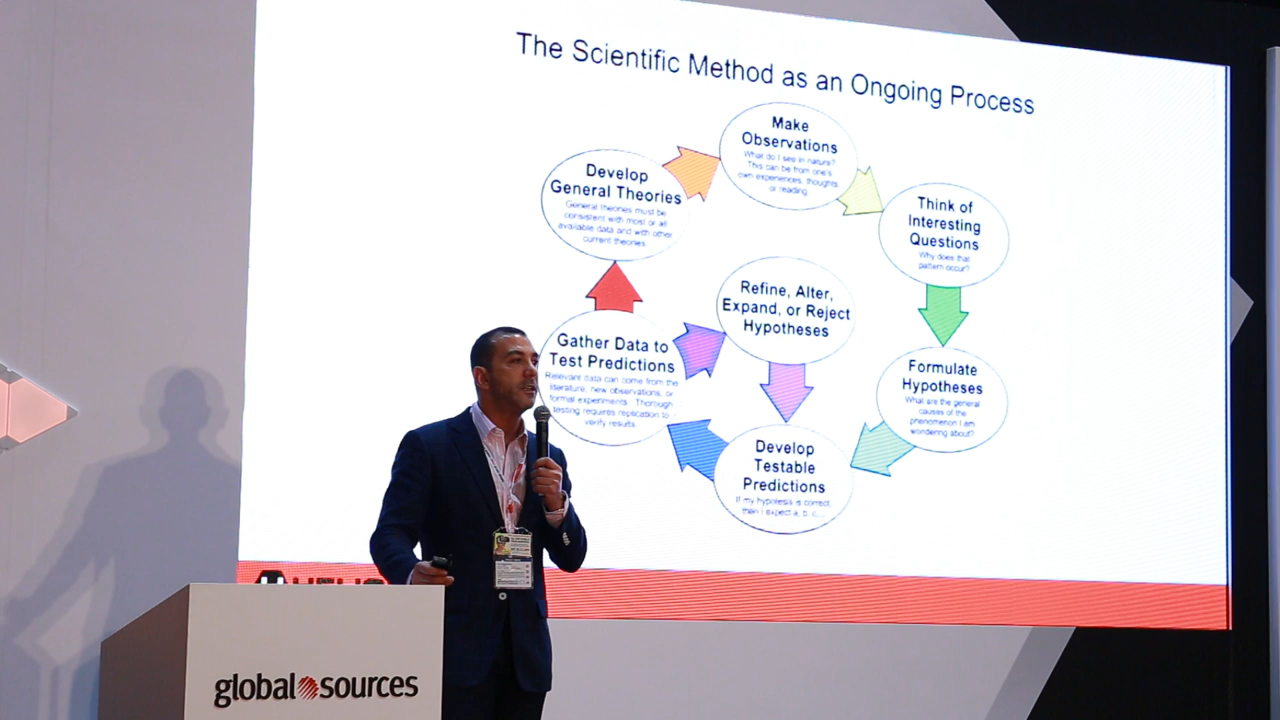 The Scientific Method as an Ongoing Process
Make
Observations
What do I see in nature?
This can be from one's
own experiences, thoughts
or reading.
Think of
Interesting
Questions
Why does that
pattern occur?
Formulate
Hypotheses
What are the general
causes of the
phenomenon I am
wondering about?
Develop
Testable
Predictions
If my hypotesis is correct,
then I expect a, b, c,...
Gather Data to
Test Predictions
Relevant data can come from the
literature, new observations, or
formal experiments. Thorough
testing requires replication to
verify results.
Refine, Alter,
Expand, or Reject
Hypotheses
Develop
General Theories
General theories must be
consistent with most or all
available data and with other
current theories.
global sources